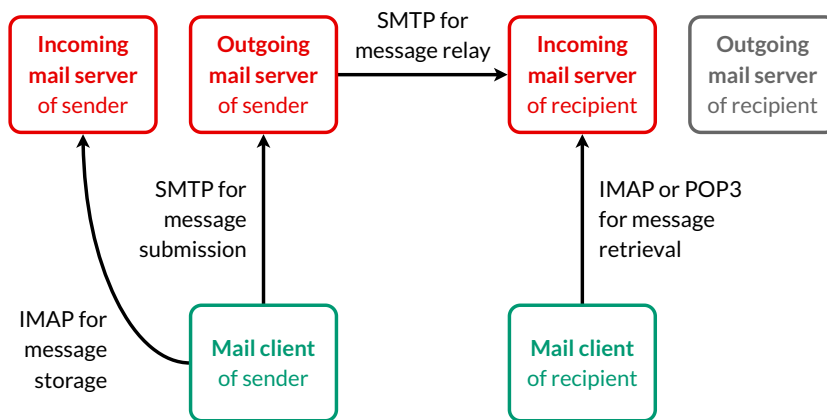 SMTP for
message relay
Incoming
mail server
of sender
Outgoing
mail server
of sender
Incoming
mail server
of recipient
Outgoing
mail server
of recipient
SMTP for
message
submission
IMAP or POP3
for message
retrieval
IMAP for
message
storage
Mail client
of sender
Mail client
of recipient